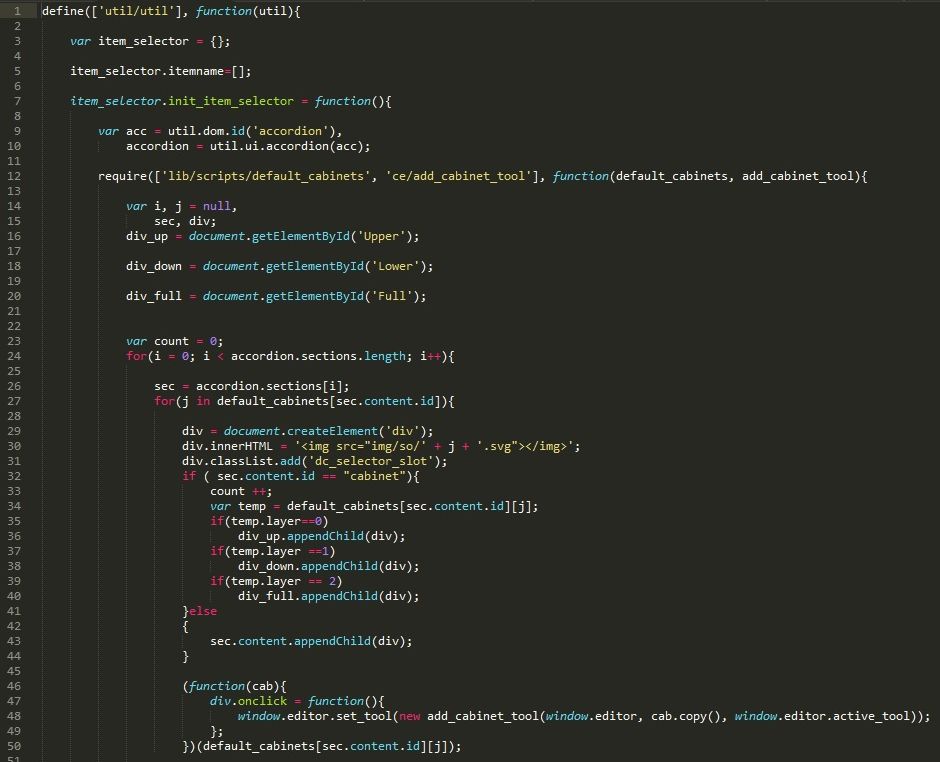 1 define(['util/util'], function(util){
2
3 var item_selector = {};
4
5 item_selector.itemname=[];
6
7 item_selector.init_item_selector = function(){
8
9 var acc = util.dom.id('accordion'),
10 accordion = util.ui.accordion(acc);
11
12 require(['lib/scripts/default_cabinets', 'ce/add_cabinet_tool'], function(default_cabinets, add_cabinet_tool){
13
14 var i, j = null,
15 sec, div;
16 div_up = document.getElementById('Upper');
17
18 div_down = document.getElementById('Lower');
19
20 div_full = document.getElementById('Full');
21
22
23 var count = 0;
24 for(i = 0; i < accordion.sections.length; i++){
25
26 sec = accordion.sections[i];
27 for(j in default_cabinets[sec.content.id]){
28
29 div = document.createElement('div');
30 div.innerHTML = '<img src="img/so/' + j + '.svg"></img>';
31 div.classList.add('dc_selector_slot');
32 if ( sec.content.id == "cabinet"){
33 count ++;
34 var temp = default_cabinets[sec.content.id][j];
35 if(temp.layer==0)
36 div_up.appendChild(div);
37 if(temp.layer ==1)
38 div_down.appendChild(div);
39 if(temp.layer == 2)
40 div_full.appendChild(div);
41 }else
42 {
43 sec.content.appendChild(div);
44 }
45
46 (function(cab){
47 div.onclick = function(){
48 window.editor.set_tool(new add_cabinet_tool(window.editor, cab.copy(), window.editor.active_tool));
49 };
50 })(default_cabinets[sec.content.id][j]);
51